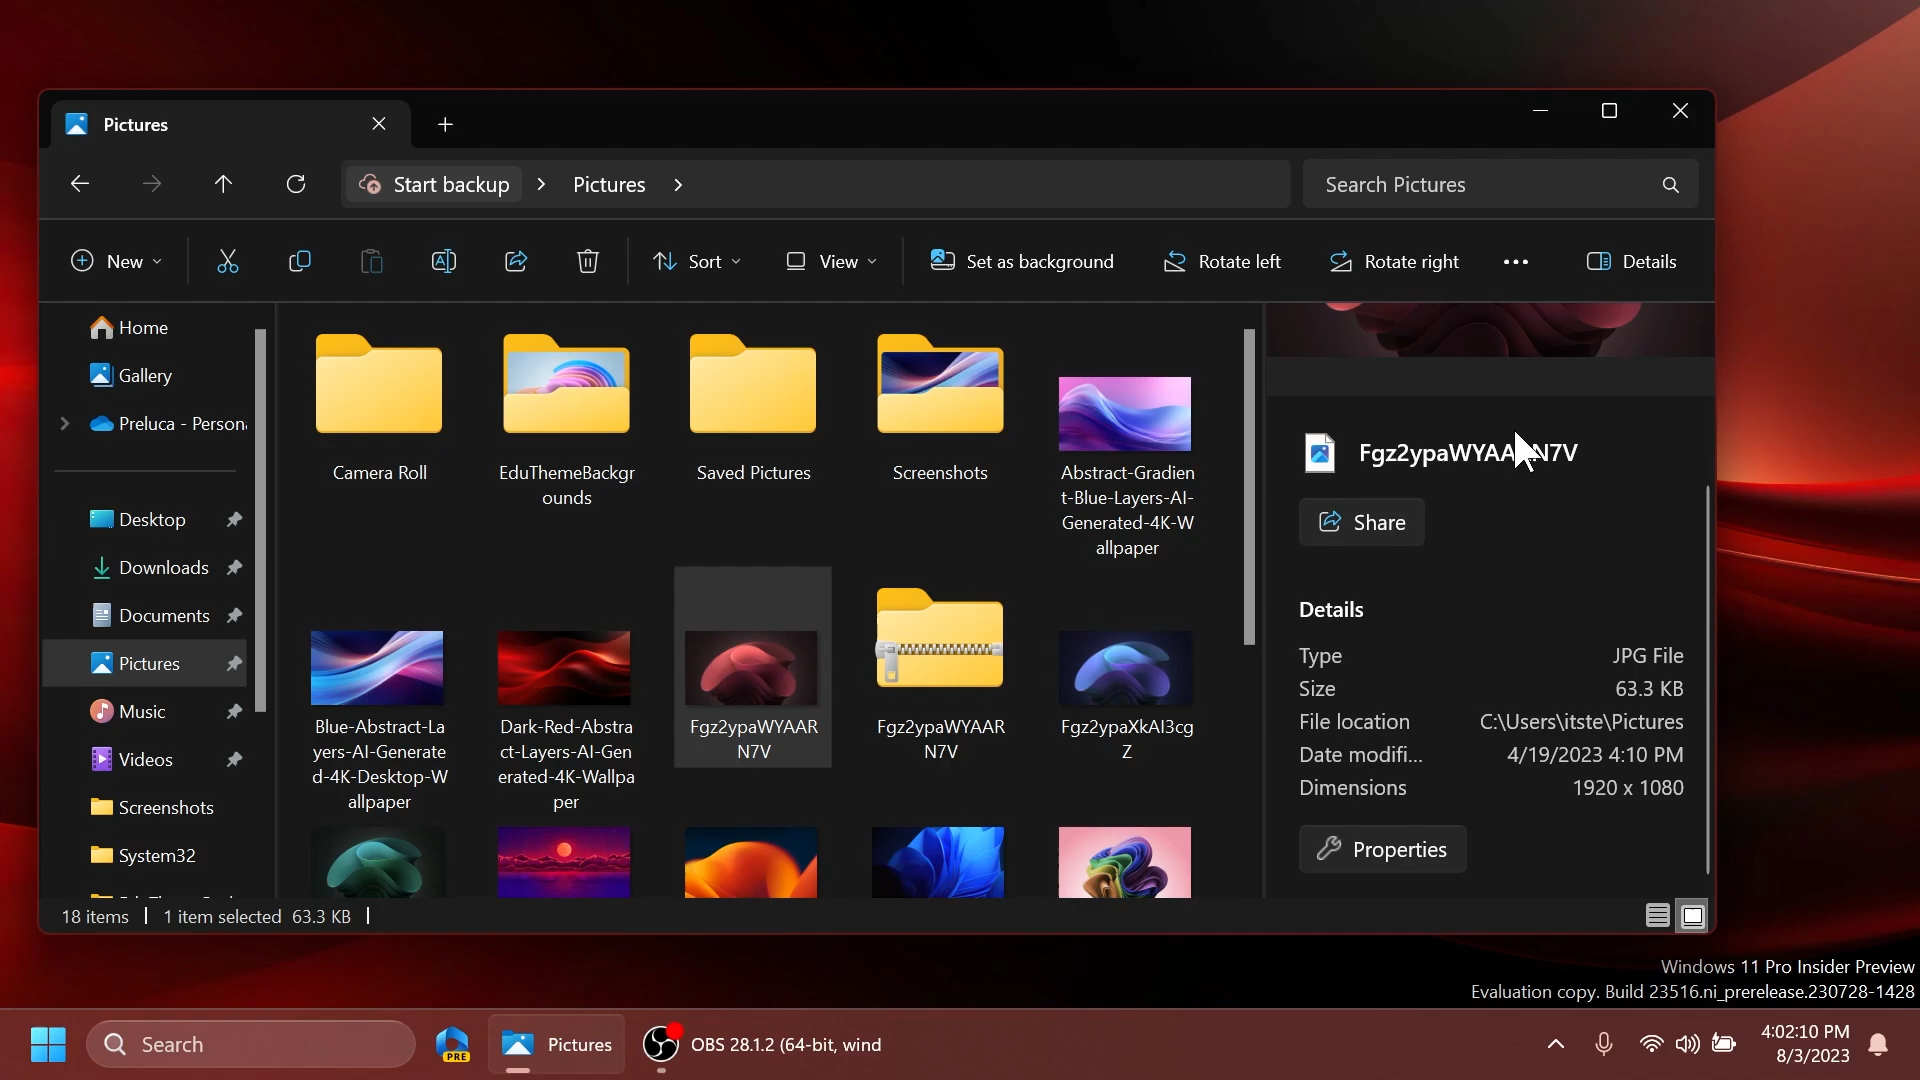 Pictures
Start backup
Pictures
Search Pictures
New
Sort
View
Set as background
Rotate left
Rotate right
Details
Home
Gallery
Preluca - Person
Desktop
Downloads
Documents
Pictures
Music
Videos
Screenshots
System32
Camera Roll
EduThemeBackgr
ounds
Saved Pictures
Screenshots
Abstract-Gradien
t-Blue-Layers-AI-
Generated-4K-W
allpaper
Blue-Abstract-La
yers-AI-Generate
d-4K-Desktop-W
allpaper
Dark-Red-Abstra
ct-Layers-AI-Gen
erated-4K-Wallpa
per
Fgz2ypaWYAAR
N7V
Fgz2ypaWYAAR
N7V
Fgz2ypaXkAI3cg
Z
Fgz2ypaWYAARN7V
Share
Details
Type JPG File
Size 63.3 KB
File location C:\Users\itste\Pictures
Date modifi... 4/19/2023 4:10 PM
Dimensions 1920 x 1080
Properties
18 items 1 item selected 63.3 KB
Windows 11 Pro Insider Preview
Evaluation copy. Build 23516.ni_prerelease.230728-1428
Search
PRE
Pictures
OBS 28.1.2 (64-bit, wind
4:02:10 PM
8/3/2023